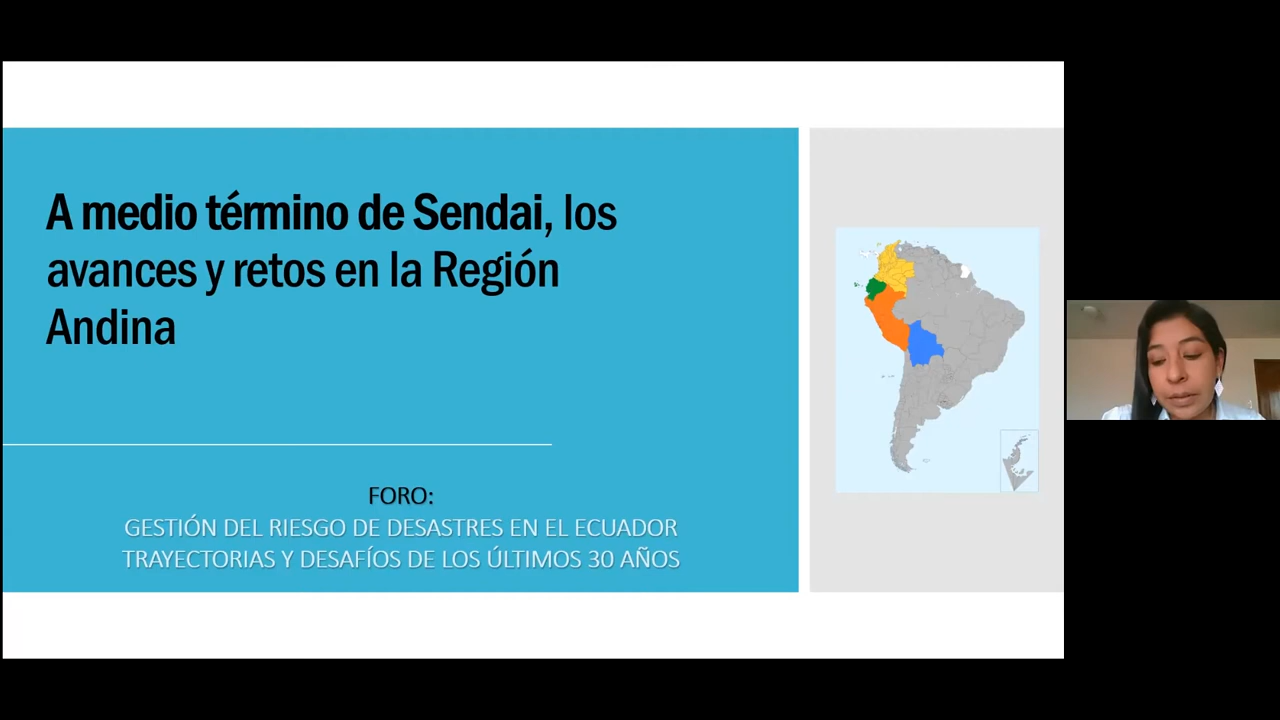 A medio término de Sendai, los
avances y retos en la Región
Andina
FORO:
GESTIÓN DEL RIESGO DE DESASTRES EN EL ECUADOR
TRAYECTORIAS Y DESAFÍOS DE LOS ÚLTIMOS 30 AÑOS